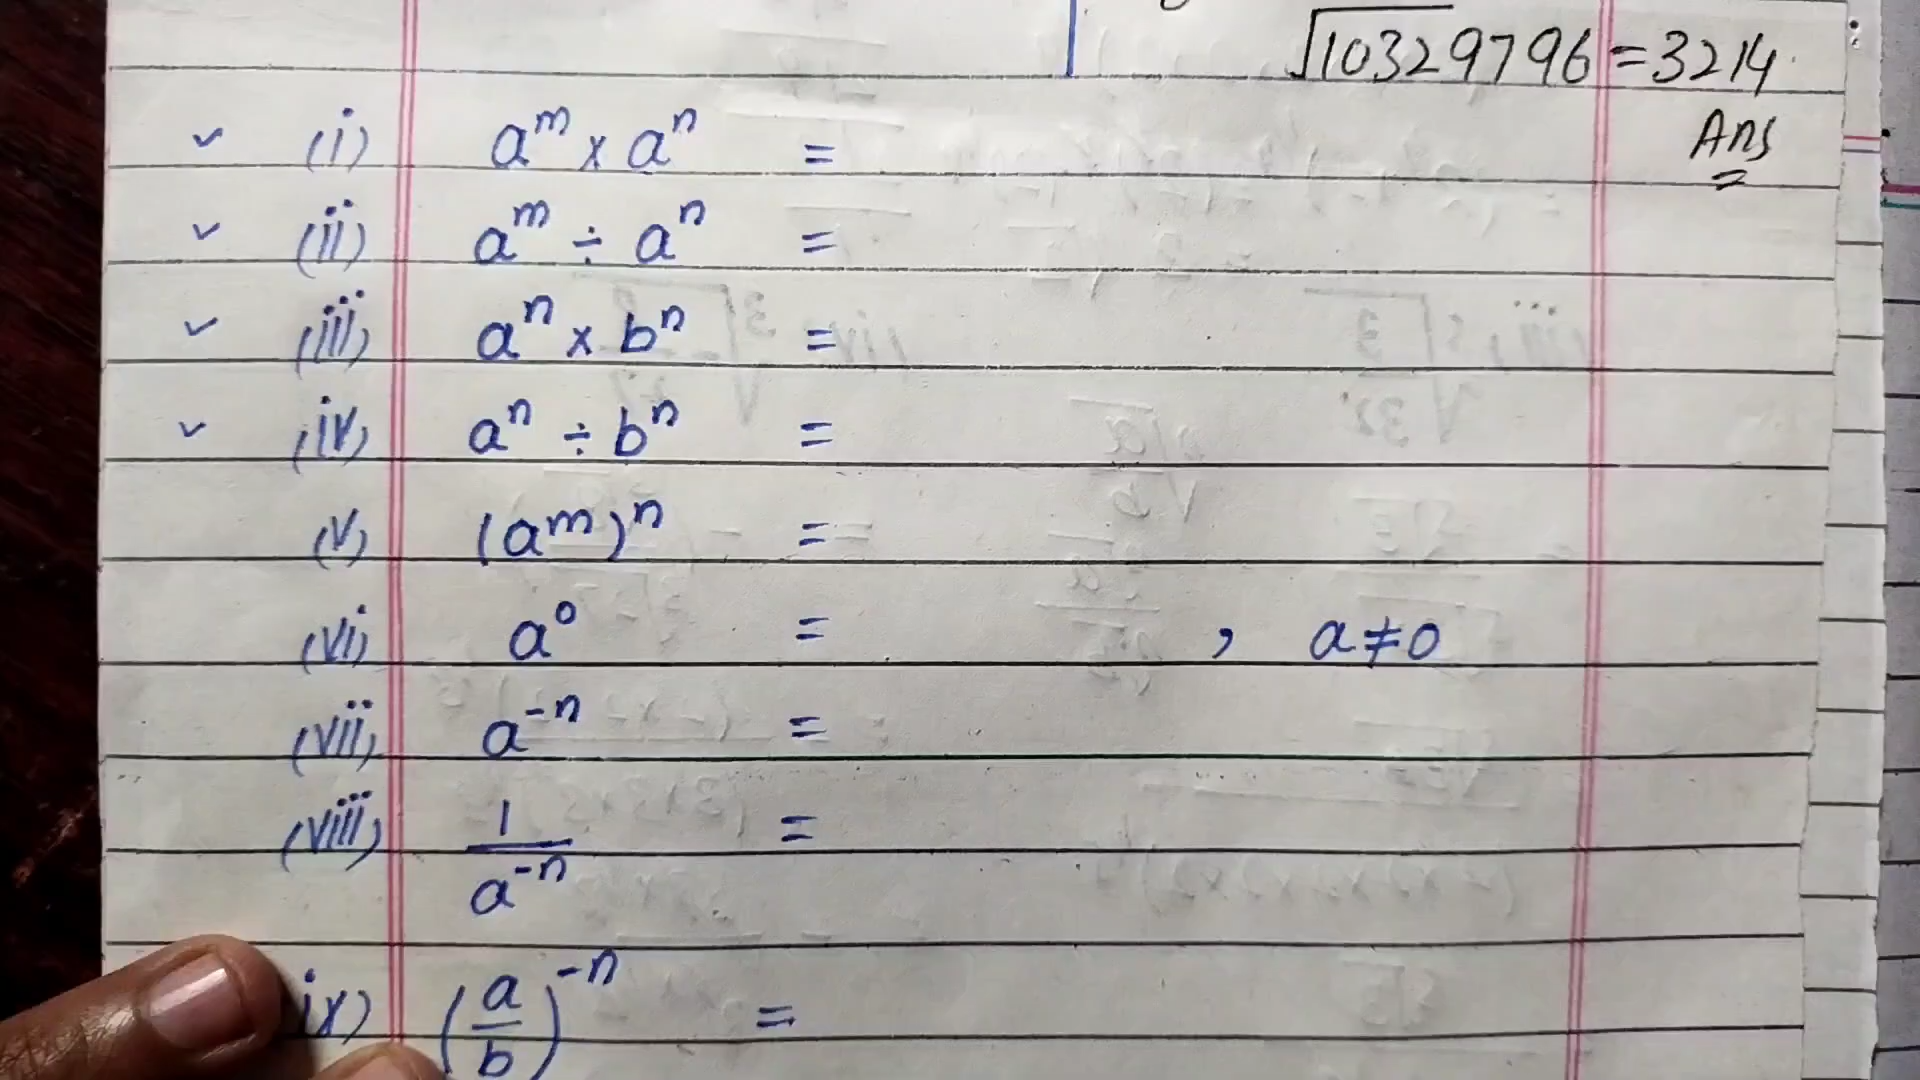 √10329796 = 3214
Ans
(i) a^m × a^n =
(ii) a^m ÷ a^n =
(iii) a^n × b^n =
(iv) a^n ÷ b^n =
(v) (a^m)^n =
(vi) a^0 = , a ≠ 0
(vii) a^-n =
(viii) 1/a^-n =
ix) (a/b)^-n =